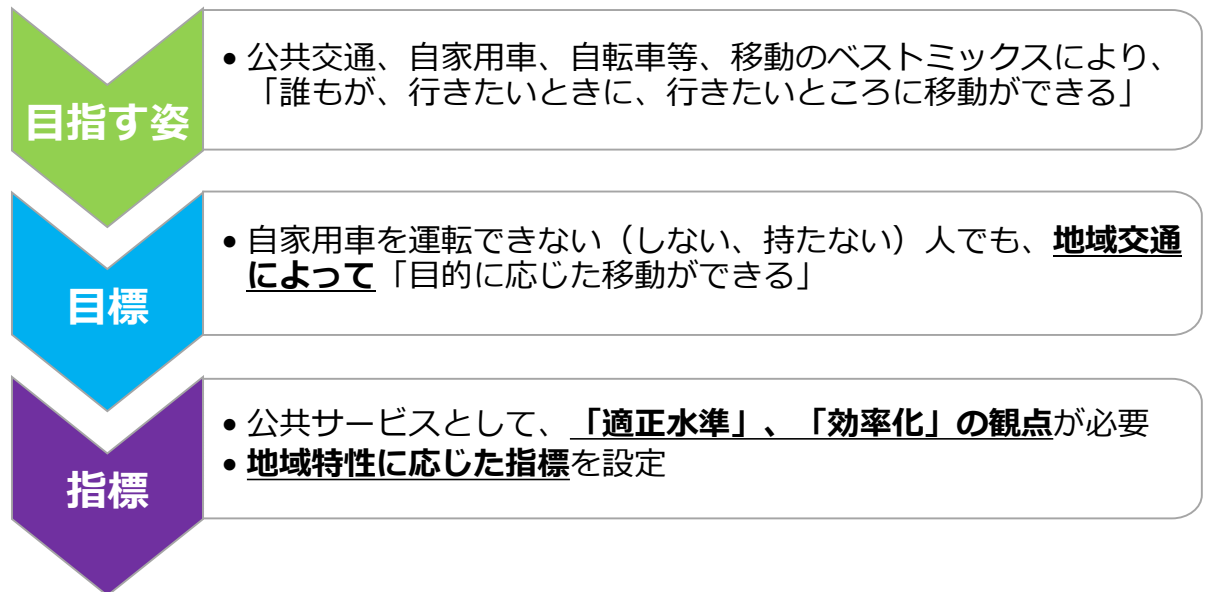 目指す姿
• 公共交通、自家用車、自転車等、移動のベストミックスにより、
「誰もが、行きたいときに、行きたいところに移動ができる」
目標
• 自家用車を運転できない（しない、持たない）人でも、地域交通
によって「目的に応じた移動ができる」
指標
• 公共サービスとして、「適正水準」、「効率化」の観点が必要
• 地域特性に応じた指標を設定